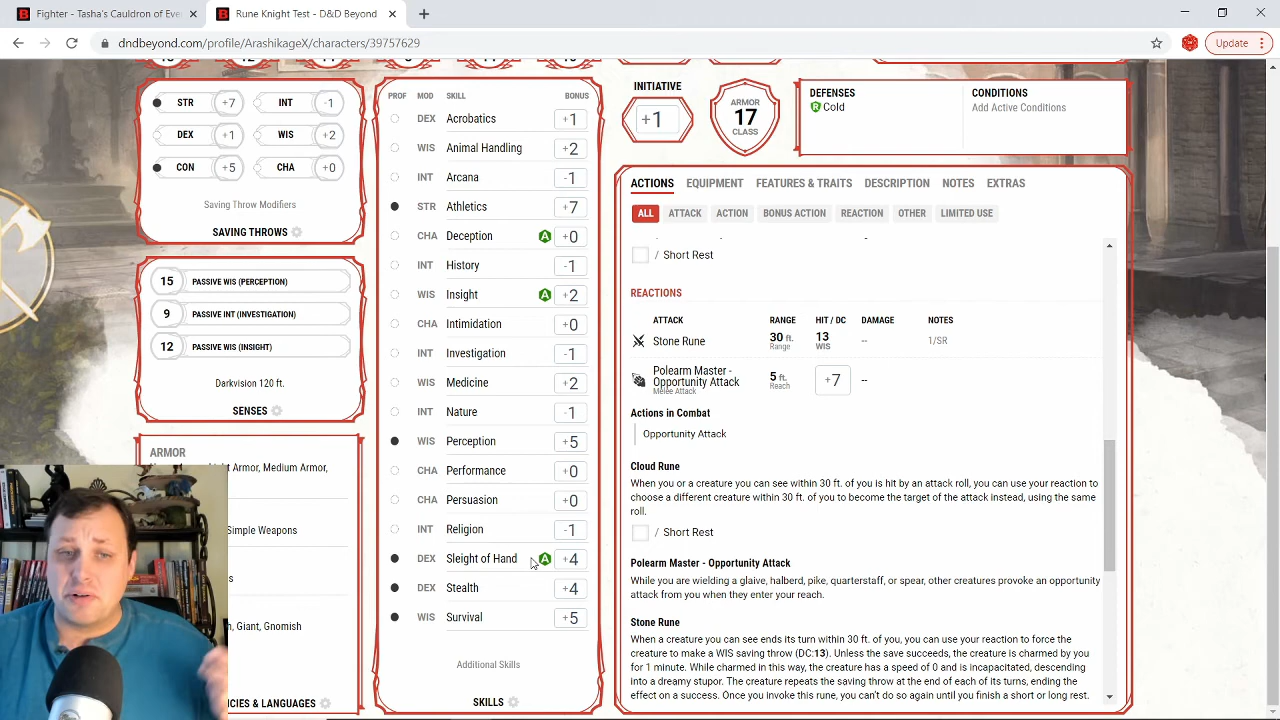 Fighter - Tasha's Cauldron of Ever
Rune Knight Test - D&D Beyond
dndbeyond.com/profile/ArashikageX/characters/39757629
Update
STR +7 INT -1
DEX +1 WIS +2
CON +5 CHA +0
Saving Throw Modifiers
SAVING THROWS
15 PASSIVE WIS (PERCEPTION)
9 PASSIVE INT (INVESTIGATION)
12 PASSIVE WIS (INSIGHT)
Darkvision 120 ft.
SENSES
ARMOR
Armor, Medium Armor,
Simple Weapons
Giant, Gnomish
& LANGUAGES
PROF MOD SKILL BONUS
DEX Acrobatics +1
WIS Animal Handling +2
INT Arcana -1
STR Athletics +7
CHA Deception A +0
INT History -1
WIS Insight A +2
CHA Intimidation +0
INT Investigation -1
WIS Medicine +2
INT Nature -1
WIS Perception +5
CHA Performance +0
CHA Persuasion +0
INT Religion -1
DEX Sleight of Hand A +4
DEX Stealth +4
WIS Survival +5
Additional Skills
SKILLS
INITIATIVE
+1
ARMOR
17
CLASS
DEFENSES
R Cold
CONDITIONS
Add Active Conditions
ACTIONS EQUIPMENT FEATURES & TRAITS DESCRIPTION NOTES EXTRAS
ALL ATTACK ACTION BONUS ACTION REACTION OTHER LIMITED USE
/ Short Rest
REACTIONS
ATTACK RANGE HIT / DC DAMAGE NOTES
Stone Rune 30 ft. Range 13 WIS -- 1/SR
Polearm Master - Opportunity Attack Melee Attack 5 ft. Reach +7 --
Actions in Combat
Opportunity Attack
Cloud Rune
When you or a creature you can see within 30 ft. of you is hit by an attack roll, you can use your reaction to
choose a different creature within 30 ft. of you to become the target of the attack instead, using the same
roll.
/ Short Rest
Polearm Master - Opportunity Attack
While you are wielding a glaive, halberd, pike, quarterstaff, or spear, other creatures provoke an opportunity
attack from you when they enter your reach.
Stone Rune
When a creature you can see ends its turn within 30 ft. of you, you can use your reaction to force the
creature to make a WIS saving throw (DC:13). Unless the save succeeds, the creature is charmed by you
for 1 minute. While charmed in this way, the creature has a speed of 0 and is incapacitated, descending
into a dreamy stupor. The creature repeats the saving throw at the end of each of its turns, ending the
effect on a success. Once you invoke this rune, you can't do so again until you finish a short or long rest.